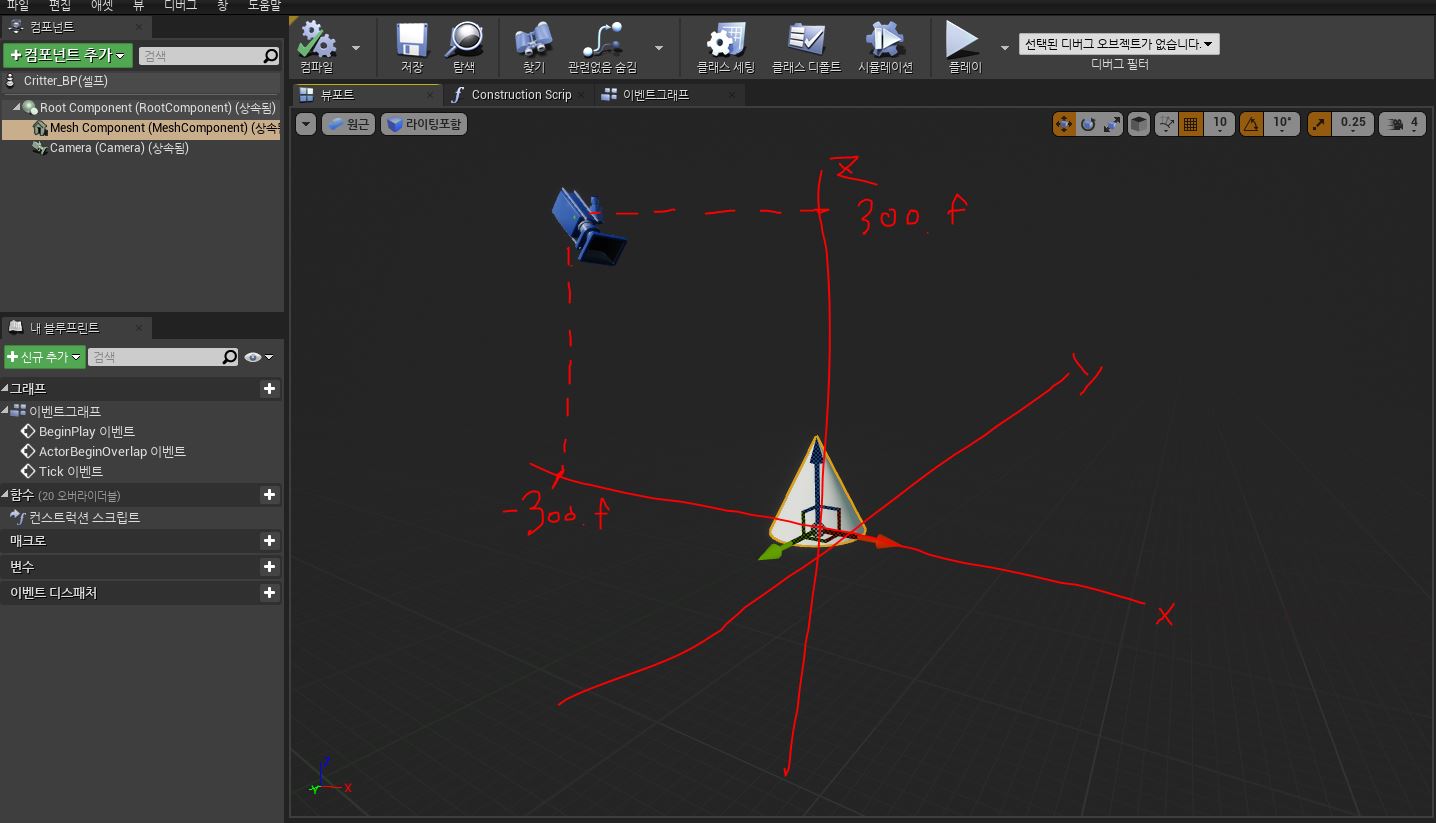 파일 편집 애셋 뷰 디버그 창 도움말
컴포넌트
+컴포넌트 추가 검색
Critter_BP(셀프)
Root Component (RootComponent) (상속됨)
Mesh Component (MeshComponent) (상속
Camera (Camera) (상속됨)
내 블루프린트
+신규 추가 검색
그래프
이벤트그래프
BeginPlay 이벤트
ActorBeginOverlap 이벤트
Tick 이벤트
함수 (20 오버라이더블)
컨스트럭션 스크립트
매크로
변수
이벤트 디스패처
컴파일 저장 탐색 찾기 관련없음 숨김 클래스 세팅 클래스 디폴트 시뮬레이션 플레이
선택된 디버그 오브젝트가 없습니다.
디버그 필터
뷰포트 Construction Scrip 이벤트그래프
원근 라이팅포함 10 10° 0.25 4
Z
300.f
Y
-300.f
X
Z
Y X